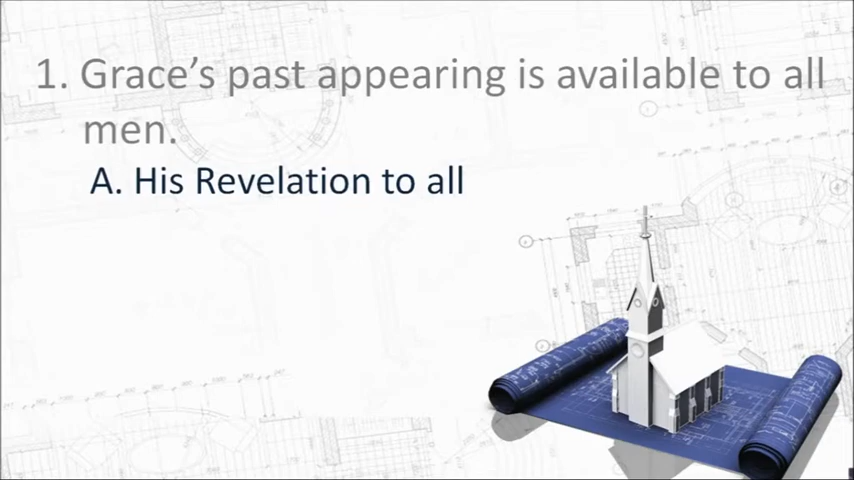 1. Grace’s past appearing is available to all
men.
A. His Revelation to all